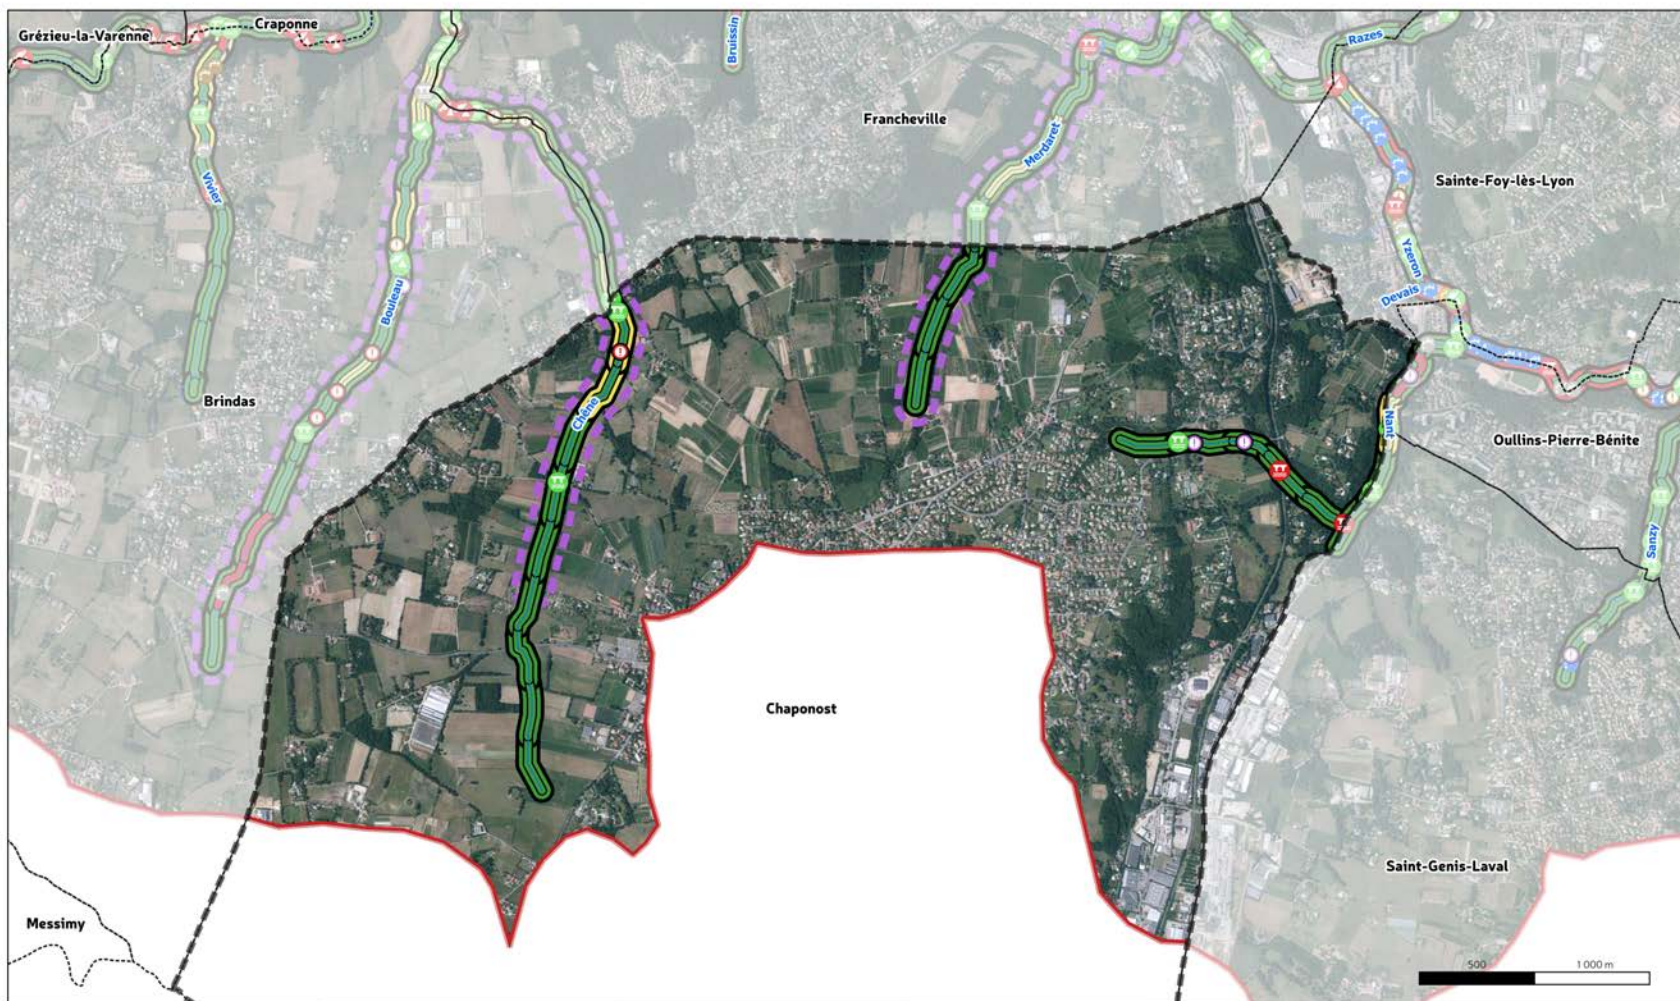 Craponne
Grézieu-la-Varenne
Bruissin
Razes
Francheville
Merdaret
Vivier
Sainte-Foy-lès-Lyon
Yzeron
Devais
Bouleau
Brindas
Chêne
Nant
Oullins-Pierre-Bénite
Sanzy
Chaponost
Saint-Genis-Laval
Messimy
500
1 000 m